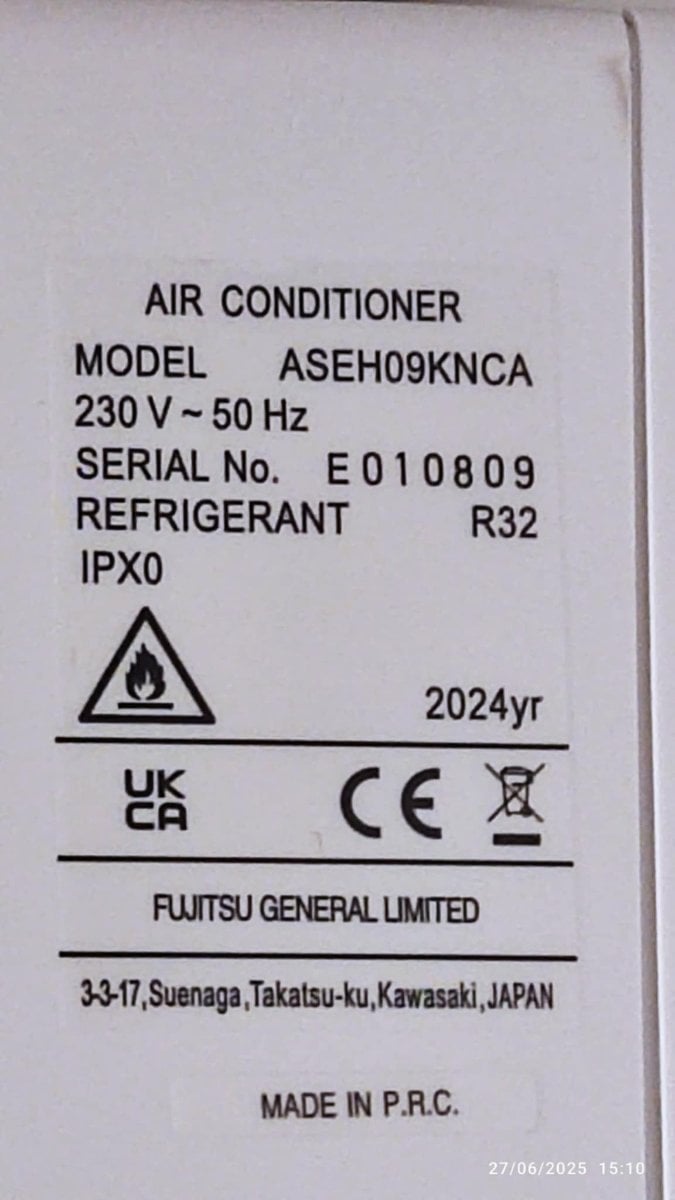 AIR CONDITIONER
MODEL ASEH09KNCA
230 V ~ 50 Hz
SERIAL No. E010809
REFRIGERANT R32
IPX0
2024yr
UK
CA
CE
FUJITSU GENERAL LIMITED
3-3-17,Suenaga,Takatsu-ku,Kawasaki,JAPAN
MADE IN P.R.C.
27/06/2025 15:10